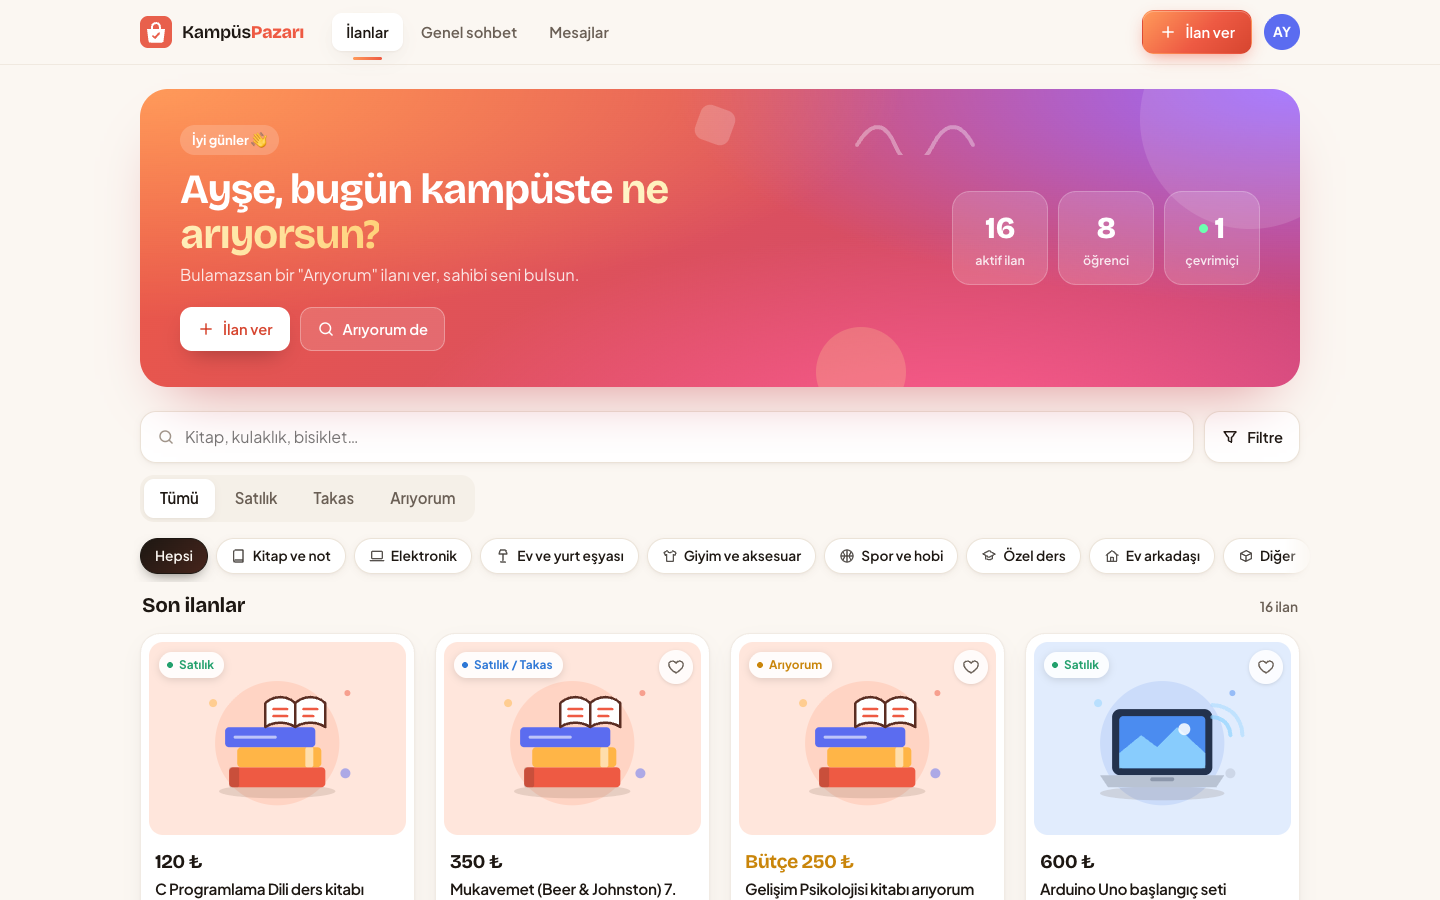 KampüsPazarı
İlanlar
Genel sohbet
Mesajlar
İlan ver
AY
İyi günler 👋
Ayşe, bugün kampüste ne
arıyorsun?
Bulamazsan bir "Arıyorum" ilanı ver, sahibi seni bulsun.
İlan ver
Arıyorum de
16
aktif ilan
8
öğrenci
1
çevrimiçi
Kitap, kulaklık, bisiklet…
Filtre
Tümü
Satılık
Takas
Arıyorum
Hepsi
Kitap ve not
Elektronik
Ev ve yurt eşyası
Giyim ve aksesuar
Spor ve hobi
Özel ders
Ev arkadaşı
Diğer
Son ilanlar
16 ilan
Satılık
120 ₺
C Programlama Dili ders kitabı
Satılık / Takas
350 ₺
Mukavemet (Beer & Johnston) 7.
Arıyorum
Bütçe 250 ₺
Gelişim Psikolojisi kitabı arıyorum
Satılık
600 ₺
Arduino Uno başlangıç seti